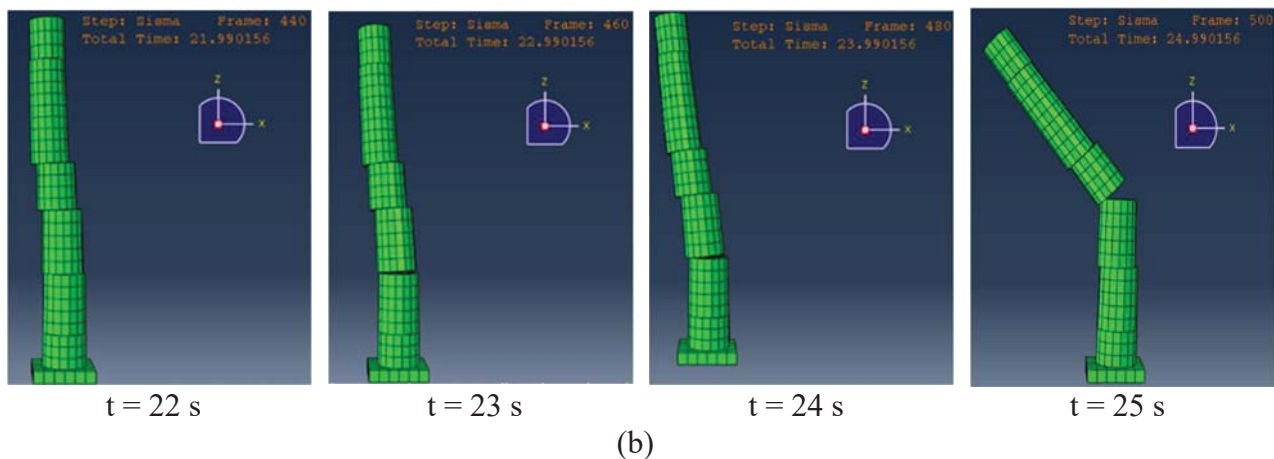 Step: Sisma Frame: 440
Total Time: 21.990156
z
x
Step: Sisma Frame: 460
Total Time: 22.990156
z
x
Step: Sisma Frame: 480
Total Time: 23.990156
z
x
Step: Sisma Frame: 500
Total Time: 24.990156
z
x
t = 22 s
t = 23 s
t = 24 s
t = 25 s
(b)